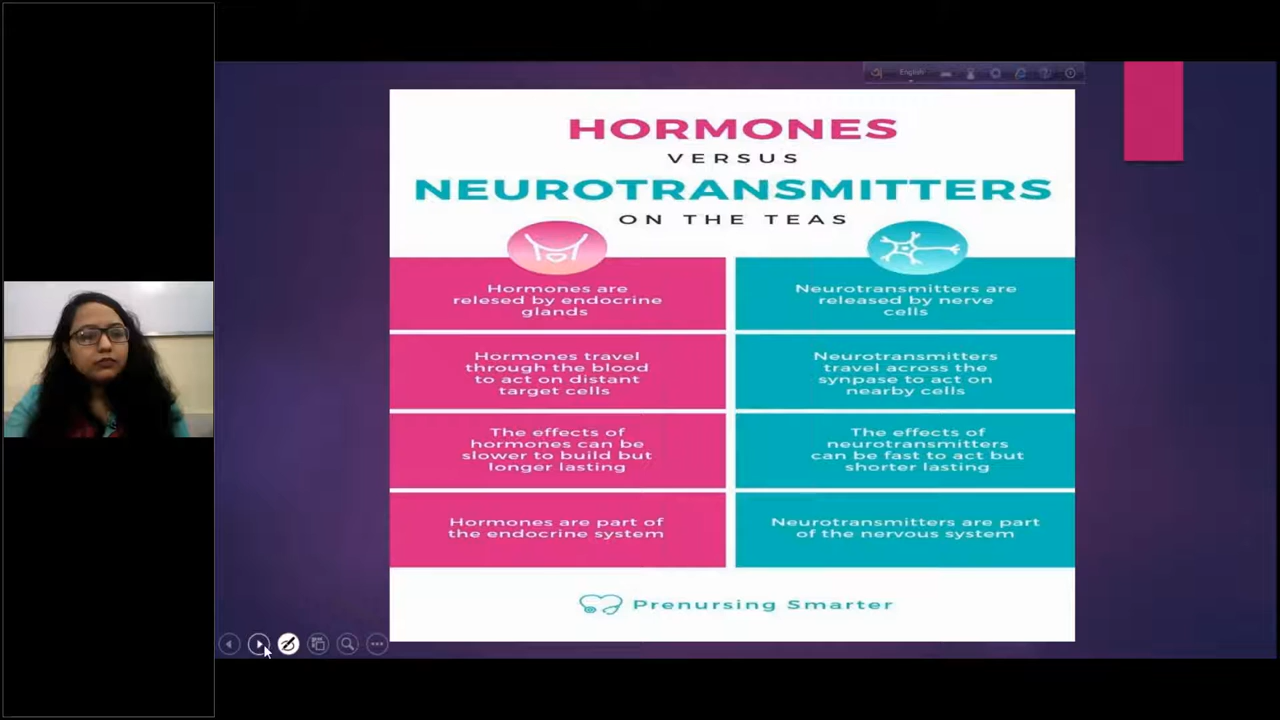 English
HORMONES
VERSUS
NEUROTRANSMITTERS
ON THE TEAS
Hormones are
relesed by endocrine
glands
Neurotransmitters are
released by nerve
cells
Hormones travel
through the blood
to act on distant
target cells
Neurotransmitters
travel across the
synpase to act on
nearby cells
The effects of
hormones can be
slower to build but
longer lasting
The effects of
neurotransmitters
can be fast to act but
shorter lasting
Hormones are part of
the endocrine system
Neurotransmitters are part
of the nervous system
Prenursing Smarter